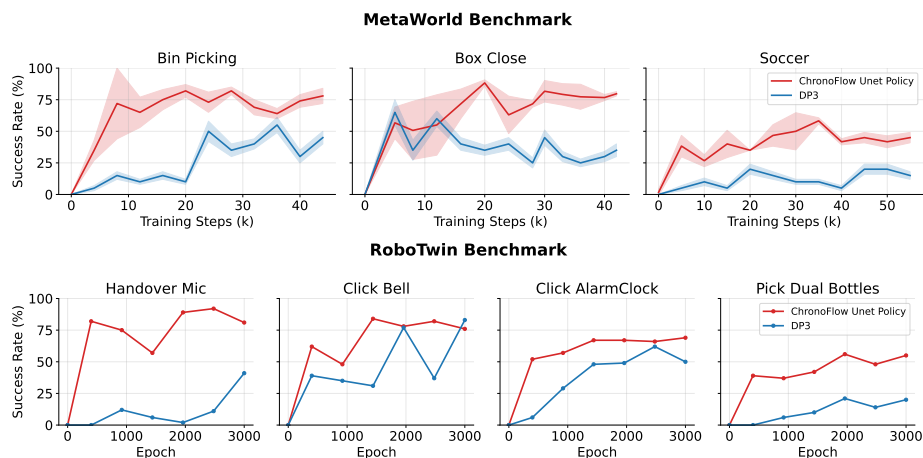 MetaWorld Benchmark
Bin Picking
Box Close
Soccer
Success Rate (%)
100
75
50
25
0
ChronoFlow Unet Policy
DP3
0 10 20 30 40
0 10 20 30 40
0 10 20 30 40 50
Training Steps (k)
Training Steps (k)
Training Steps (k)
RoboTwin Benchmark
Handover Mic
Click Bell
Click AlarmClock
Pick Dual Bottles
Success Rate (%)
100
75
50
25
0
ChronoFlow Unet Policy
DP3
0 1000 2000 3000
0 1000 2000 3000
0 1000 2000 3000
0 1000 2000 3000
Epoch
Epoch
Epoch
Epoch